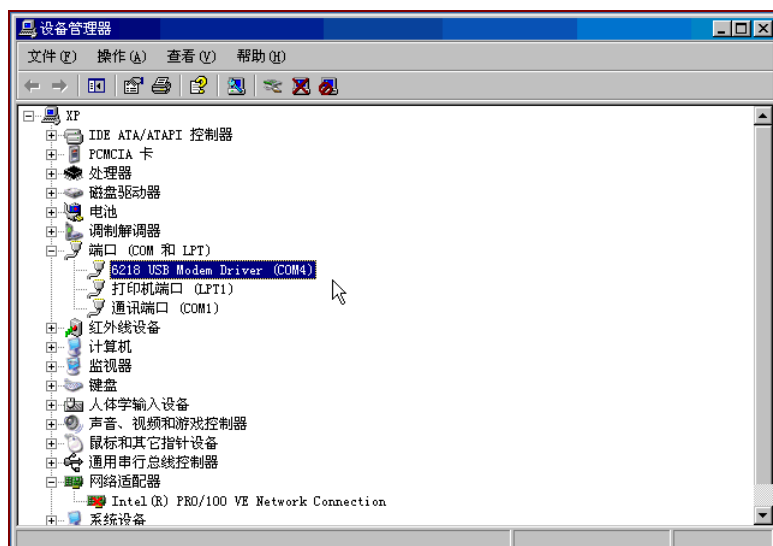 设备管理器
文件(F) 操作(A) 查看(V) 帮助(H)
XP
IDE ATA/ATAPI 控制器
PCMCIA 卡
处理器
磁盘驱动器
电池
调制解调器
端口 (COM 和 LPT)
6218 USB Modem Driver (COM4)
打印机端口 (LPT1)
通讯端口 (COM1)
红外线设备
计算机
监视器
键盘
人体学输入设备
声音、视频和游戏控制器
鼠标和其它指针设备
通用串行总线控制器
网络适配器
Intel(R) PRO/100 VE Network Connection
系统设备